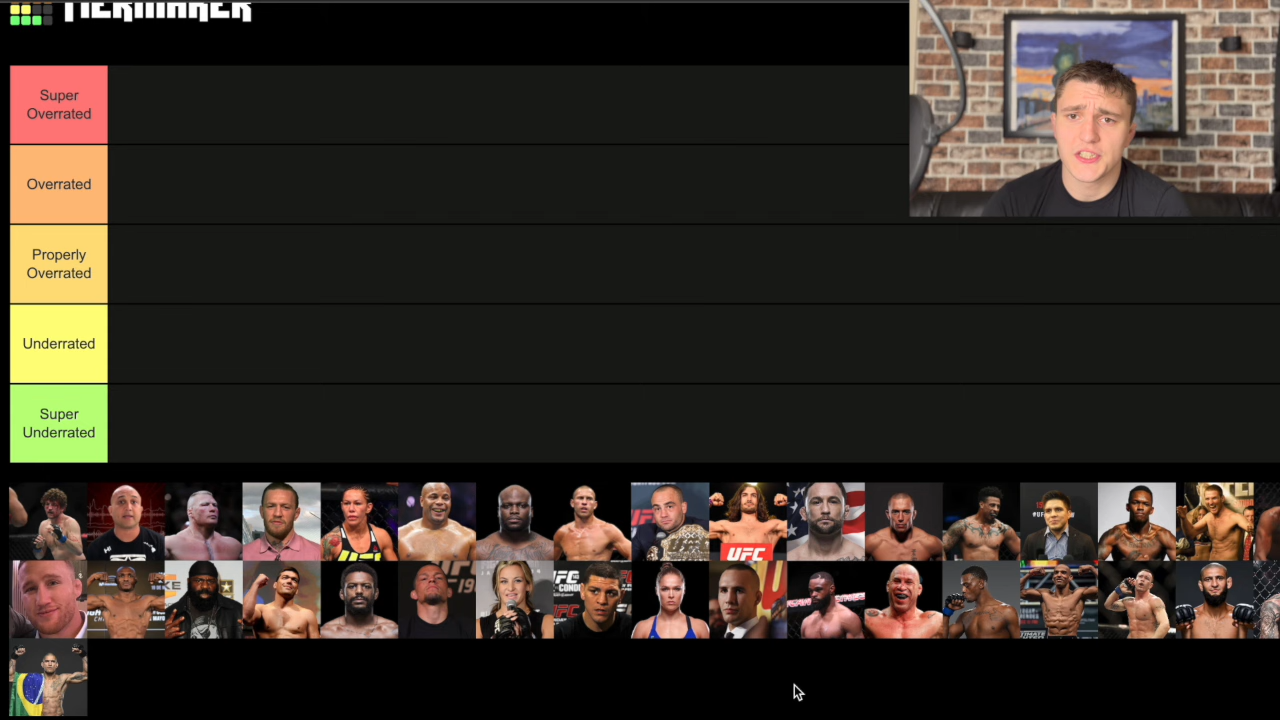 TIERMAKER
Super
Overrated
Overrated
Properly
Overrated
Underrated
Super
Underrated
UFC